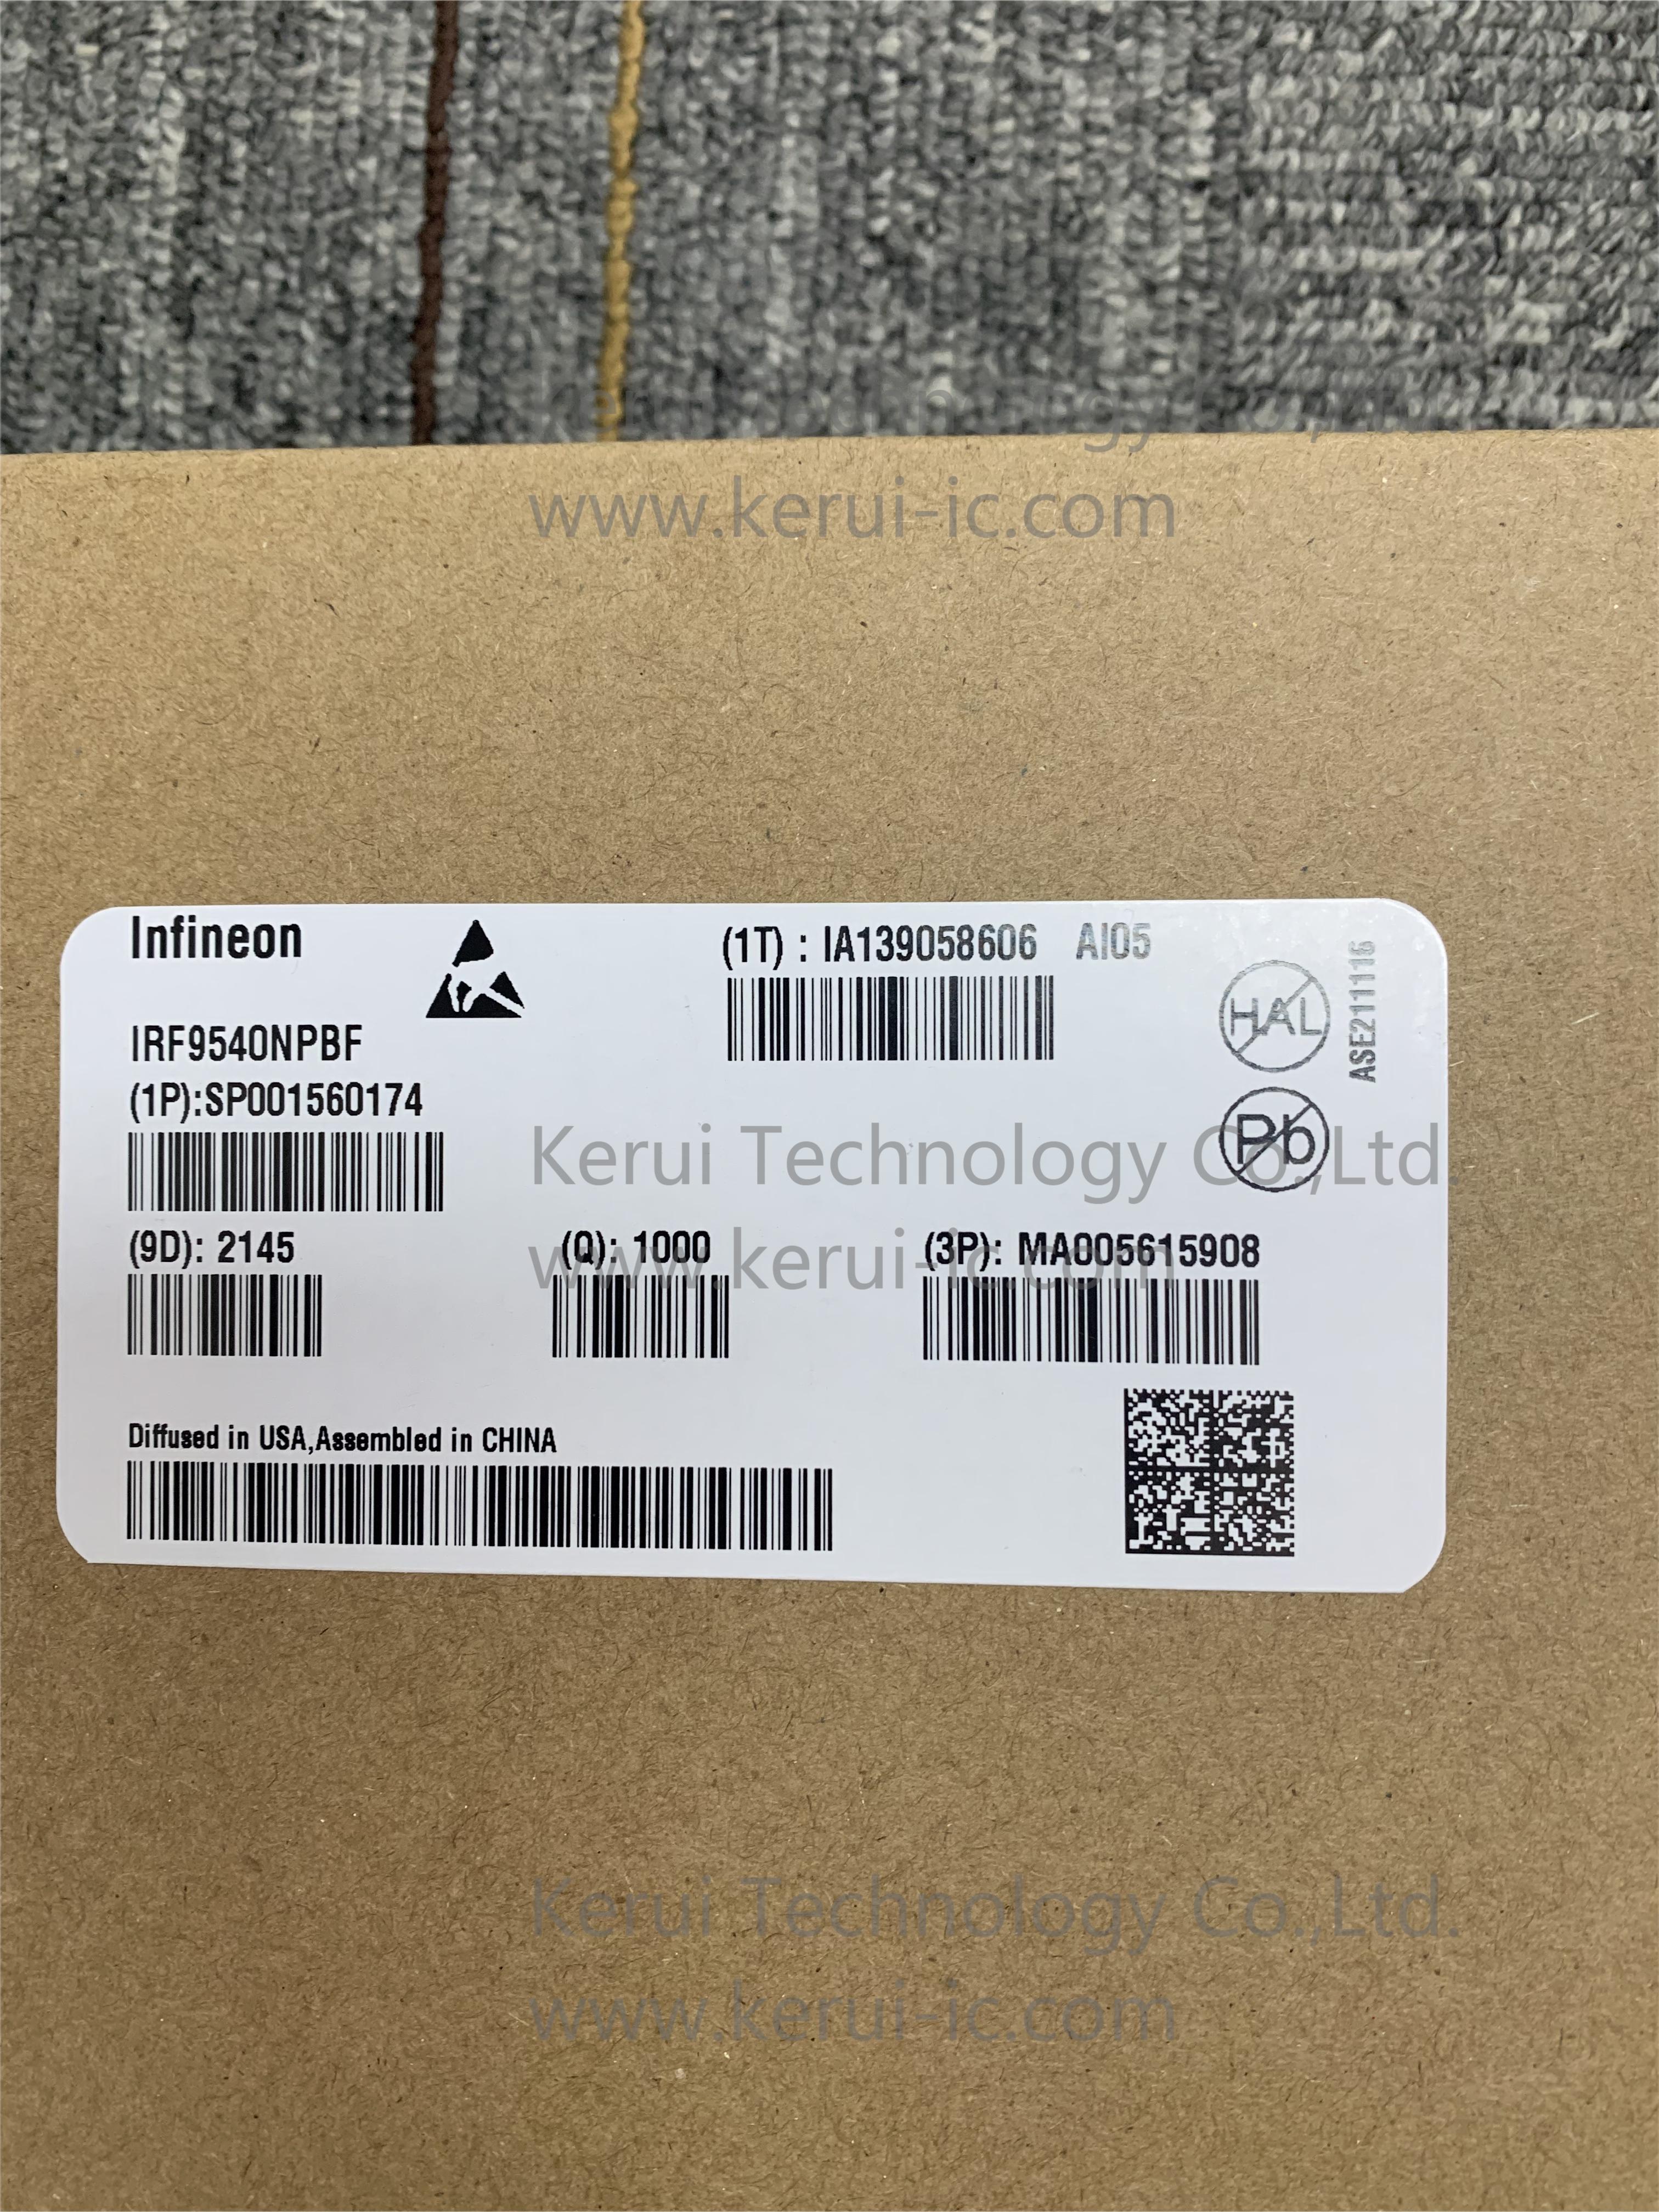 www.kerui-ic.com
Infineon
(1T) : IA139058606 AI05
HAL
ASE211116
IRF9540NPBF
(1P):SP001560174
Pb
Kerui Technology Co.,Ltd.
(9D): 2145
(Q): 1000
(3P): MA005615908
www.kerui-ic.com
Diffused in USA,Assembled in CHINA
Kerui Technology Co.,Ltd.
www.kerui-ic.com